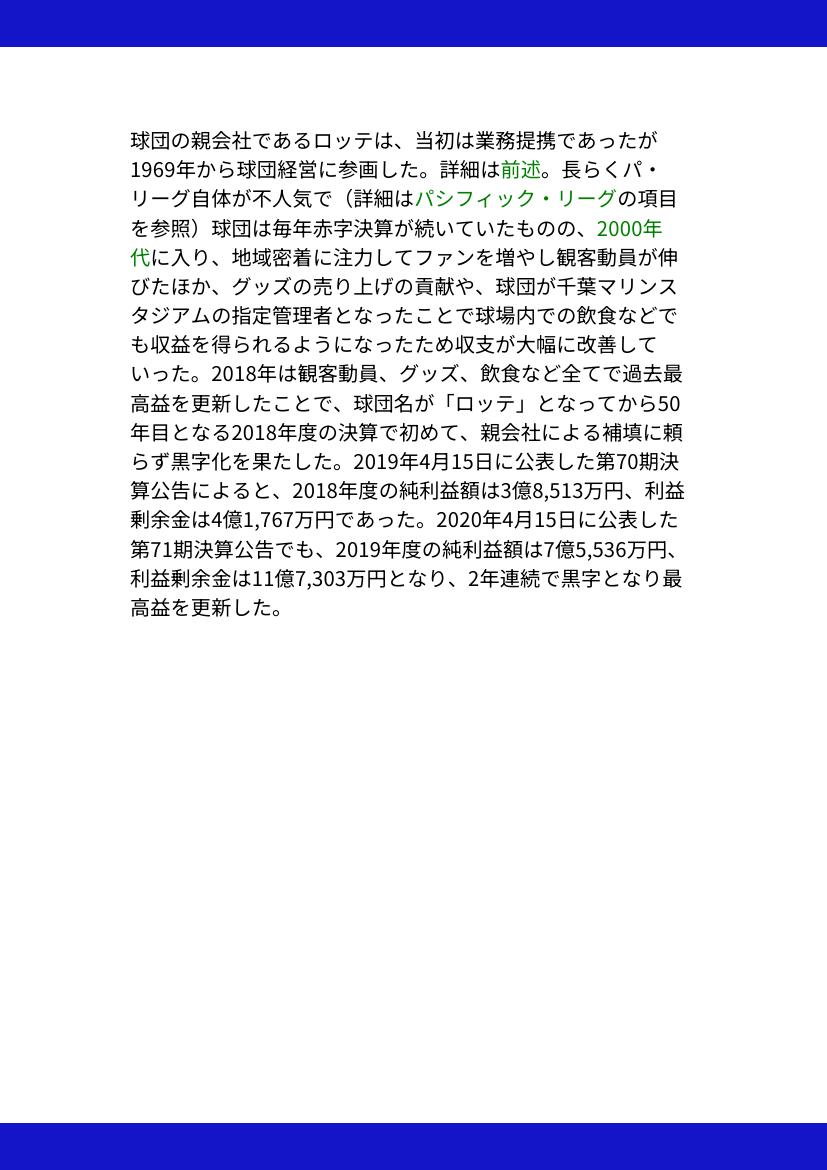 球団の親会社であるロッテは、当初は業務提携であったが
1969年から球団経営に参画した。詳細は前述。長らくパ・
リーグ自体が不人気で（詳細はパシフィック・リーグの項目
を参照）球団は毎年赤字決算が続いていたものの、2000年
代に入り、地域密着に注力してファンを増やし観客動員が伸
びたほか、グッズの売り上げの貢献や、球団が千葉マリンス
タジアムの指定管理者となったことで球場内での飲食などで
も収益を得られるようになったため収支が大幅に改善して
いった。2018年は観客動員、グッズ、飲食など全てで過去最
高益を更新したことで、球団名が「ロッテ」となってから50
年目となる2018年度の決算で初めて、親会社による補填に頼
らず黒字化を果たした。2019年4月15日に公表した第70期決
算公告によると、2018年度の純利益額は3億8,513万円、利益
剰余金は4億1,767万円であった。2020年4月15日に公表した
第71期決算公告でも、2019年度の純利益額は7億5,536万円、
利益剰余金は11億7,303万円となり、2年連続で黒字となり最
高益を更新した。